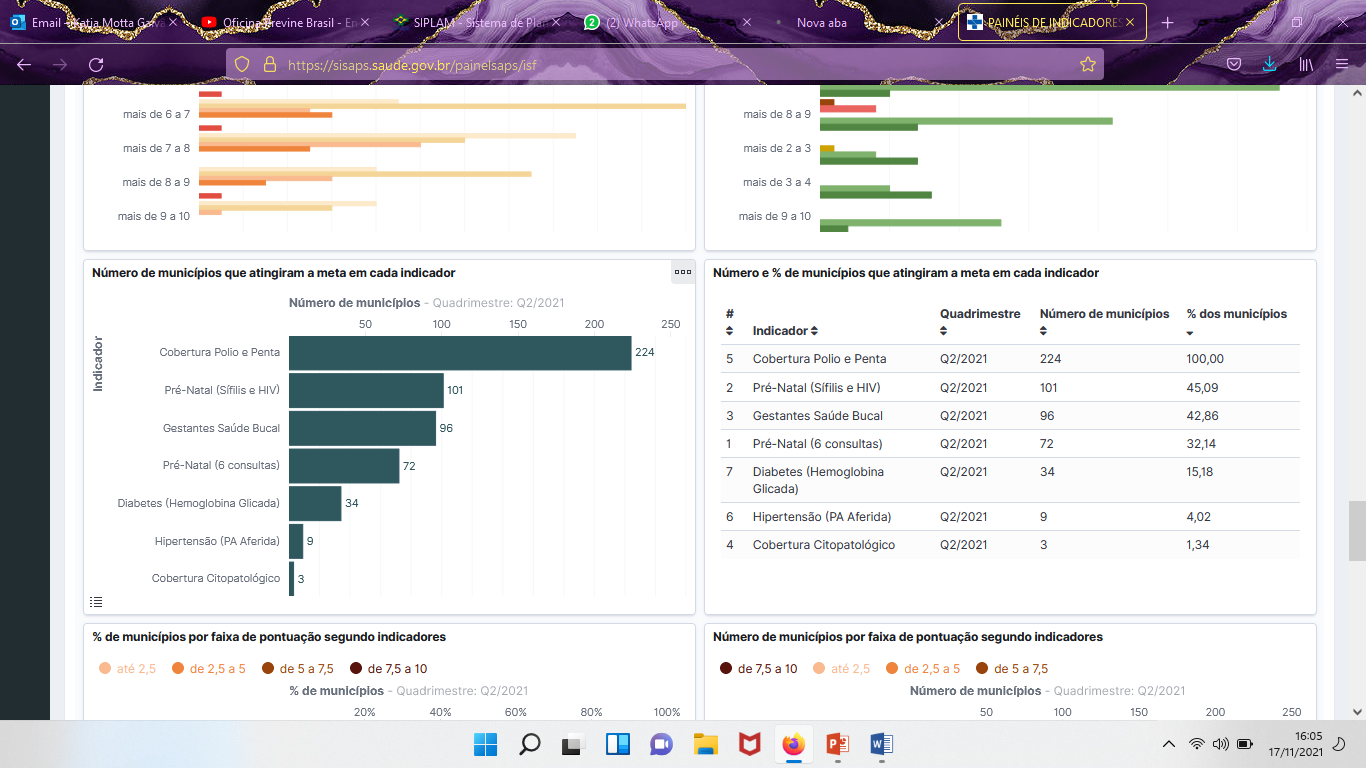 Email - Katia Motta Galva
Oficina Previne Brasil - En
SIPLAM - Sistema de Plan
(2) WhatsApp
Nova aba
PAINÉIS DE INDICADORES
https://sisaps.saude.gov.br/painelsaps/isf
mais de 6 a 7
mais de 7 a 8
mais de 8 a 9
mais de 9 a 10
mais de 8 a 9
mais de 2 a 3
mais de 3 a 4
mais de 9 a 10
Número de municípios que atingiram a meta em cada indicador
Número de municípios - Quadrimestre: Q2/2021
50 100 150 200 250
Indicador
Cobertura Polio e Penta 224
Pré-Natal (Sífilis e HIV) 101
Gestantes Saúde Bucal 96
Pré-Natal (6 consultas) 72
Diabetes (Hemoglobina Glicada) 34
Hipertensão (PA Aferida) 9
Cobertura Citopatológico 3
Número e % de municípios que atingiram a meta em cada indicador
# Indicador Quadrimestre Número de municípios % dos municípios
5 Cobertura Polio e Penta Q2/2021 224 100,00
2 Pré-Natal (Sífilis e HIV) Q2/2021 101 45,09
3 Gestantes Saúde Bucal Q2/2021 96 42,86
1 Pré-Natal (6 consultas) Q2/2021 72 32,14
7 Diabetes (Hemoglobina Q2/2021 34 15,18
Glicada)
6 Hipertensão (PA Aferida) Q2/2021 9 4,02
4 Cobertura Citopatológico Q2/2021 3 1,34
% de municípios por faixa de pontuação segundo indicadores
até 2,5 de 2,5 a 5 de 5 a 7,5 de 7,5 a 10
% de municípios - Quadrimestre: Q2/2021
20% 40% 60% 80% 100%
Número de municípios por faixa de pontuação segundo indicadores
de 7,5 a 10 até 2,5 de 2,5 a 5 de 5 a 7,5
Número de municípios - Quadrimestre: Q2/2021
50 100 150 200 250
16:05
17/11/2021